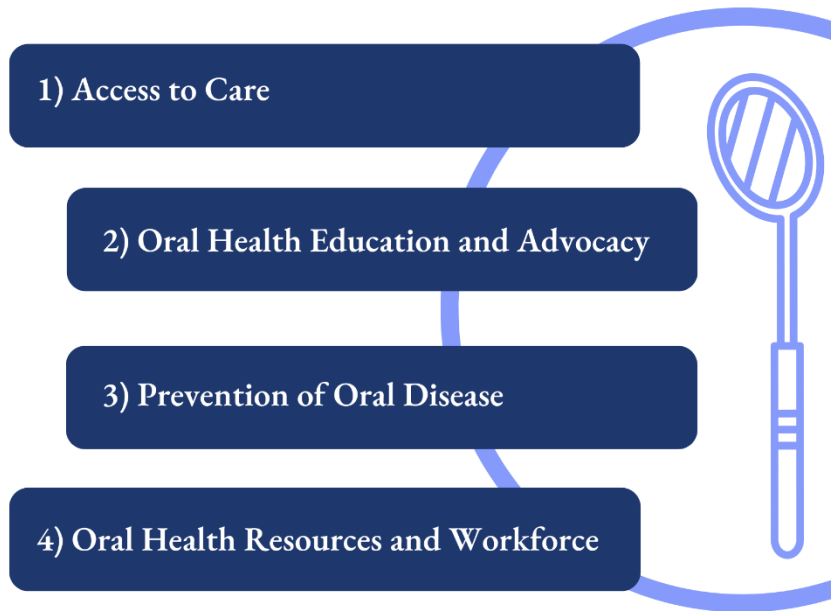 1) Access to Care
2) Oral Health Education and Advocacy
3) Prevention of Oral Disease
4) Oral Health Resources and Workforce